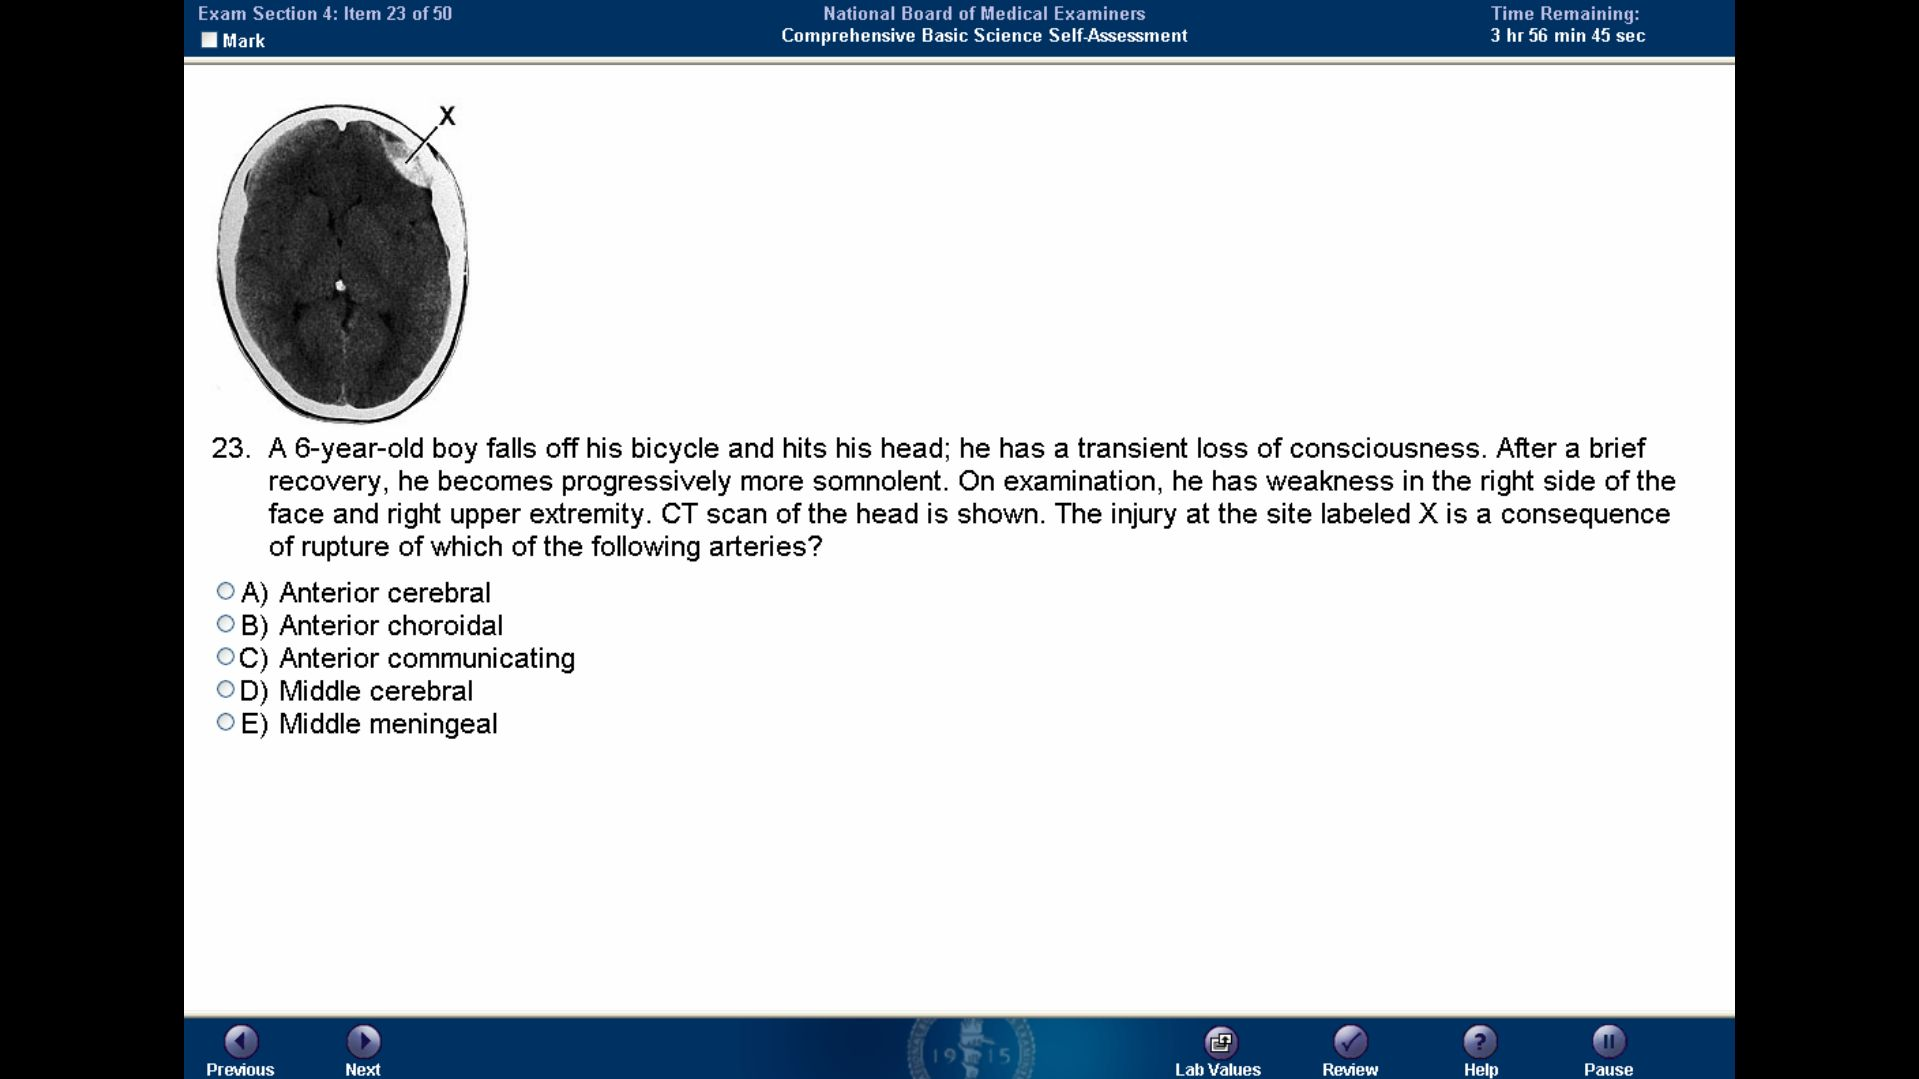 Exam Section 4: Item 23 of 50
National Board of Medical Examiners
Time Remaining:
Mark
Comprehensive Basic Science Self-Assessment
3 hr 56 min 45 sec
X
23. A 6-year-old boy falls off his bicycle and hits his head; he has a transient loss of consciousness. After a brief
recovery, he becomes progressively more somnolent. On examination, he has weakness in the right side of the
face and right upper extremity. CT scan of the head is shown. The injury at the site labeled X is a consequence
of rupture of which of the following arteries?
A) Anterior cerebral
B) Anterior choroidal
C) Anterior communicating
D) Middle cerebral
E) Middle meningeal
19 15
Previous
Next
Lab Values
Review
Help
Pause